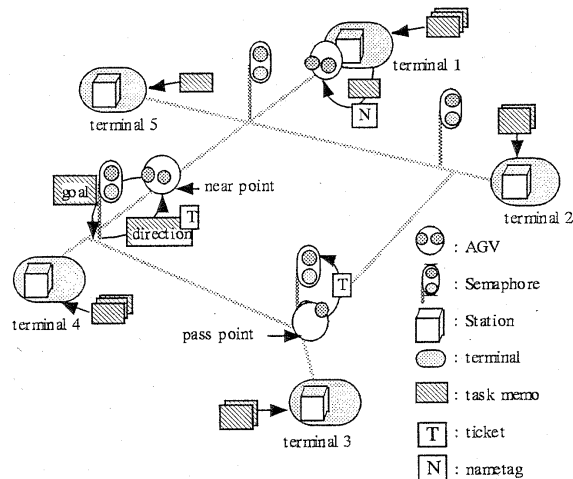 terminal 1
N
terminal 5
goal
near point
T
direction
terminal 2
: AGV
T
: Semaphore
terminal 4
pass point
: Station
: terminal
: task memo
terminal 3
T : ticket
N : nametag